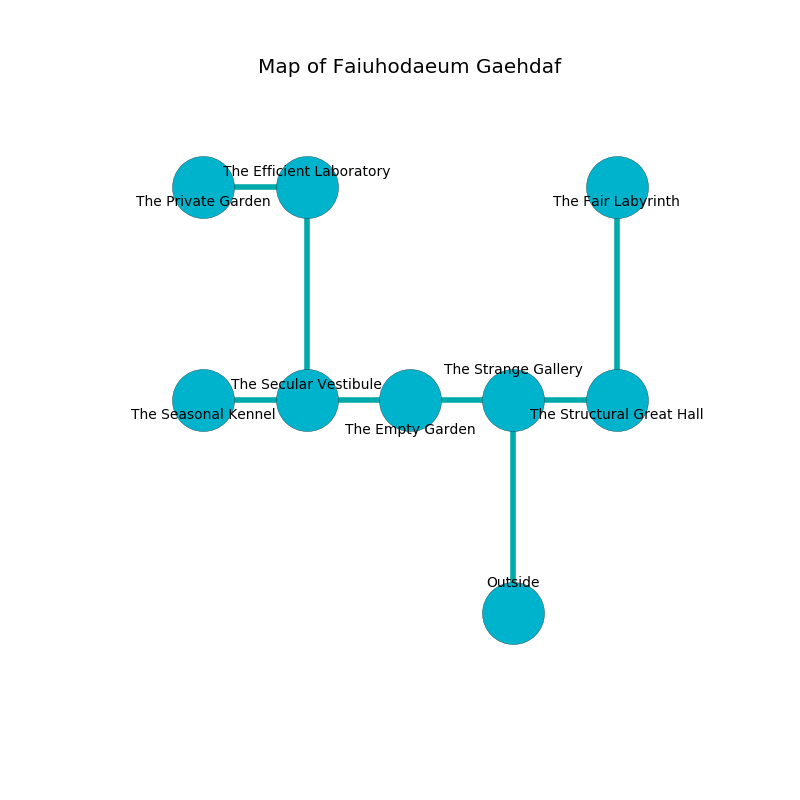 Map of Faiuhodaeum Gaehdaf
The Efficient Laboratory
The Private Garden
The Fair Labyrinth
The Strange Gallery
The Secular Vestibule
The Seasonal Kennel
The Structural Great Hall
The Empty Garden
Outside